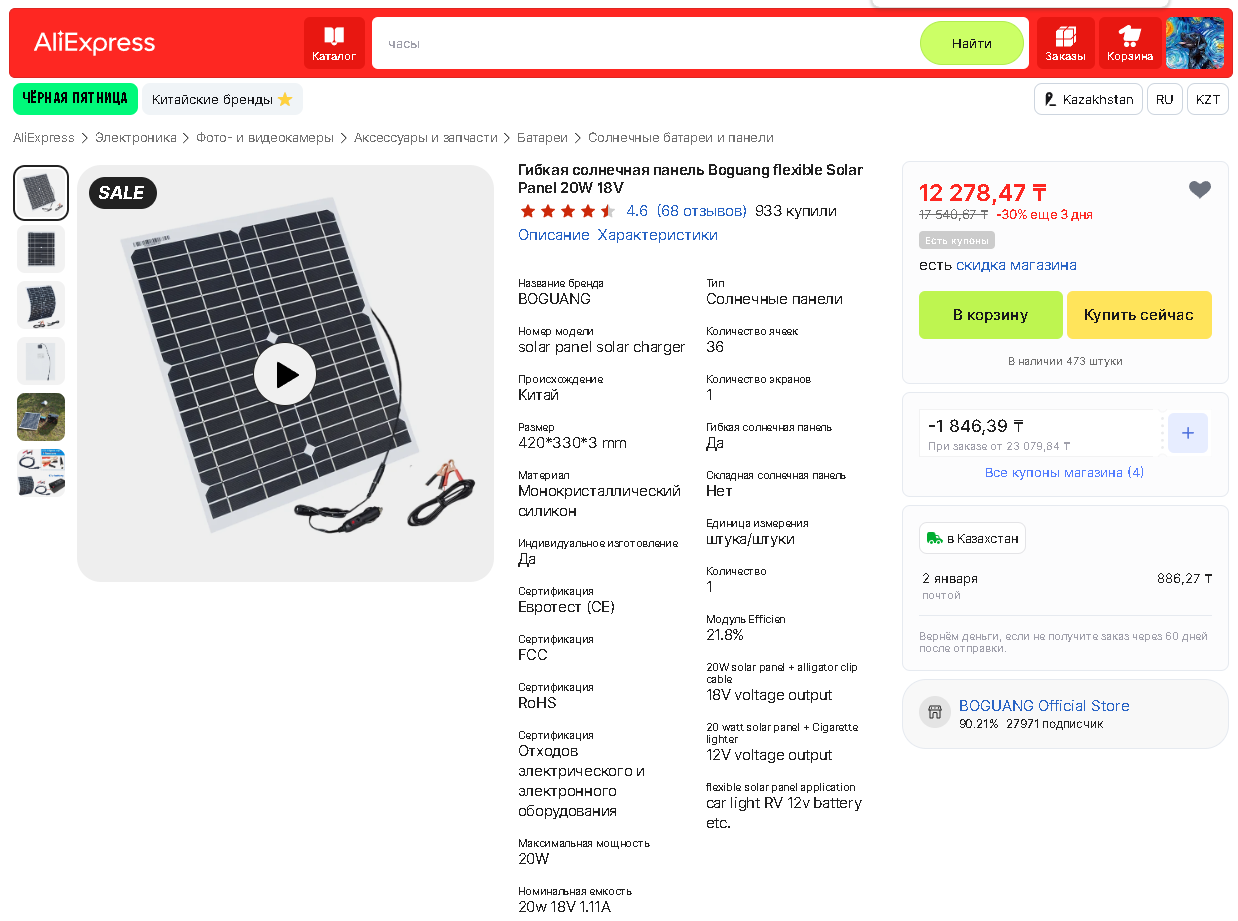 AliExpress
Каталог
часы
Найти
Заказы
Корзина
ЧЁРНАЯ ПЯТНИЦА
Китайские бренды
Kazakhstan
RU
KZT
AliExpress > Электроника > Фото- и видеокамеры > Аксессуары и запчасти > Батареи > Солнечные батареи и панели
SALE
Гибкая солнечная панель Boguang flexible Solar
Panel 20W 18V
4.6 (68 отзывов) 933 купили
Описание Характеристики
Название бренда
BOGUANG
Номер модели
solar panel solar charger
Происхождение
Китай
Размер
420*330*3 mm
Материал
Монокристаллический
силикон
Индивидуальное изготовление
Да
Сертификация
Евротест (CE)
Сертификация
FCC
Сертификация
RoHS
Сертификация
Отходов
электрического и
электронного
оборудования
Максимальная мощность
20W
Номинальная емкость
20w 18V 1.11A
Тип
Солнечные панели
Количество ячеек
36
Количество экранов
1
Гибкая солнечная панель
Да
Складная солнечная панель
Нет
Единица измерения
штука/штуки
Количество
1
Модуль Efficien
21.8%
20W solar panel + alligator clip
cable
18V voltage output
20 watt solar panel + Cigarette
lighter
12V voltage output
flexible solar panel application
car light RV 12v battery
etc.
12 278,47 ₸
17 540,67 ₸ -30% еще 3 дня
Есть купоны
есть скидка магазина
В корзину
Купить сейчас
В наличии 473 штуки
-1 846,39 ₸
При заказе от 23 079,84 ₸
+
Все купоны магазина (4)
в Казахстан
2 января
886,27 ₸
почтой
Вернём деньги, если не получите заказ через 60 дней
после отправки.
BOGUANG Official Store
90.21% 27971 подписчик